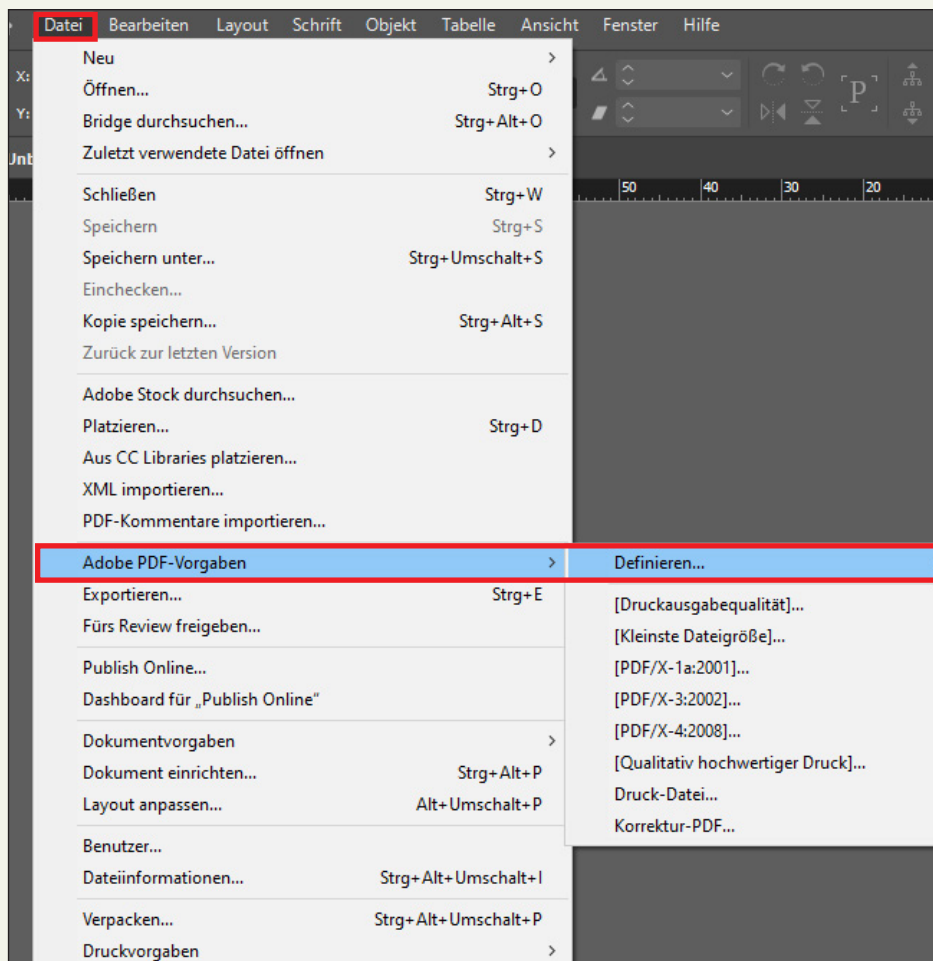 Datei Bearbeiten Layout Schrift Objekt Tabelle Ansicht Fenster Hilfe
X:
Y:
P
Unb
50 40 30 20
Neu >
Öffnen... Strg+O
Bridge durchsuchen... Strg+Alt+O
Zuletzt verwendete Datei öffnen >
Schließen Strg+W
Speichern Strg+S
Speichern unter... Strg+Umschalt+S
Einchecken...
Kopie speichern... Strg+Alt+S
Zurück zur letzten Version
Adobe Stock durchsuchen...
Platzieren... Strg+D
Aus CC Libraries platzieren...
XML importieren...
PDF-Kommentare importieren...
Adobe PDF-Vorgaben >
Exportieren... Strg+E
Fürs Review freigeben...
Publish Online...
Dashboard für „Publish Online“
Dokumentvorgaben >
Dokument einrichten... Strg+Alt+P
Layout anpassen... Alt+Umschalt+P
Benutzer...
Dateiinformationen... Strg+Alt+Umschalt+I
Verpacken... Strg+Alt+Umschalt+P
Druckvorgaben >
Definieren...
[Druckausgabequalität]...
[Kleinste Dateigröße]...
[PDF/X-1a:2001]...
[PDF/X-3:2002]...
[PDF/X-4:2008]...
[Qualitativ hochwertiger Druck]...
Druck-Datei...
Korrektur-PDF...